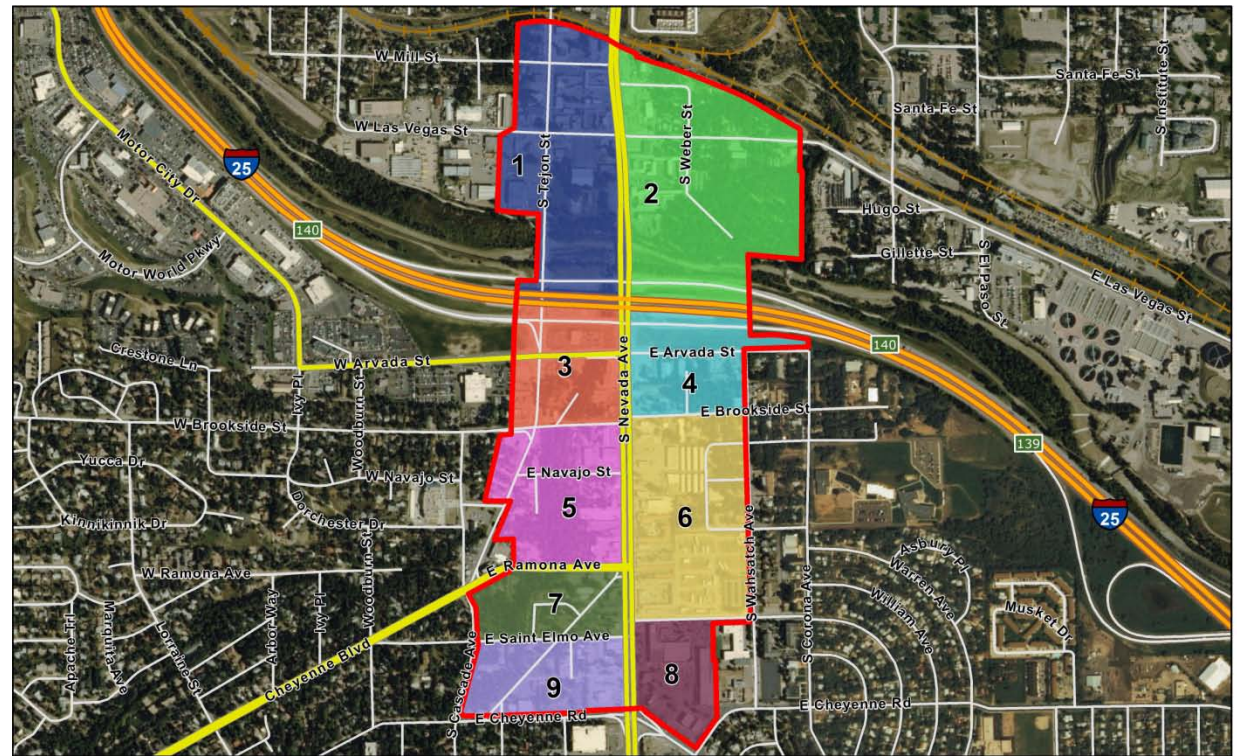 W Mill St
Santa Fe St
S Institute St
Santa Fe St
W Las Vegas St
S Weber St
S Tejon St
Motor City Dr
1
25
2
Hugo St
140
Motor World Pkwy
Gillette St
S El Paso St
E Las Vegas St
S Nevada Ave
Crestone Ln
W Arvada St
3
E Arvada St
4
140
Ivy Pl
Woodburn St
W Brookside St
E Brookside St
139
Yucca Dr
W Navajo St
E Navajo St
Kinnikinnik Dr
Dorchester Dr
5
6
25
W Ramona Ave
E Ramona Ave
S Wahsatch Ave
Asbury Pl
Warren Ave
William Ave
Musket Dr
Apache Trl
Marquita Ave
Lorraine St
Arbor Way
Ivy Pl
Woodburn St
7
E Saint Elmo Ave
S Corona Ave
Cheyenne Blvd
S Cascade Ave
9
8
E Cheyenne Rd
E Cheyenne Rd